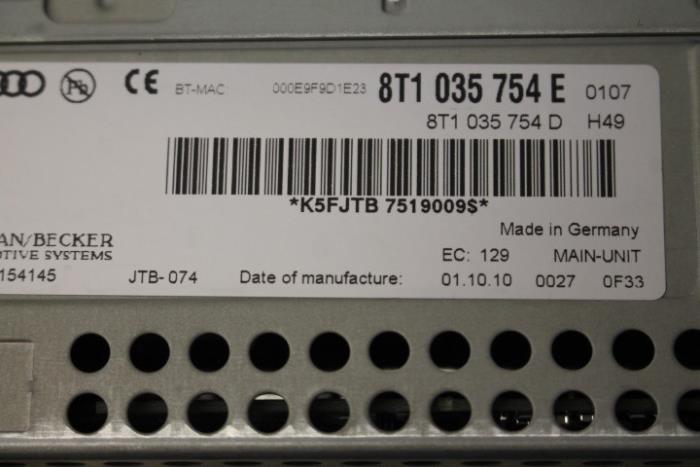 CE BT-MAC: 000E9F9D1E23 8T1 035 754 E 0107
8T1 035 754 D H49
*K5FJTB 7519009$*
Made in Germany
AN/BECKER EC: 129 MAIN-UNIT
OTIVE SYSTEMS
154145 JTB-074 Date of manufacture: 01.10.10 0027 0F33